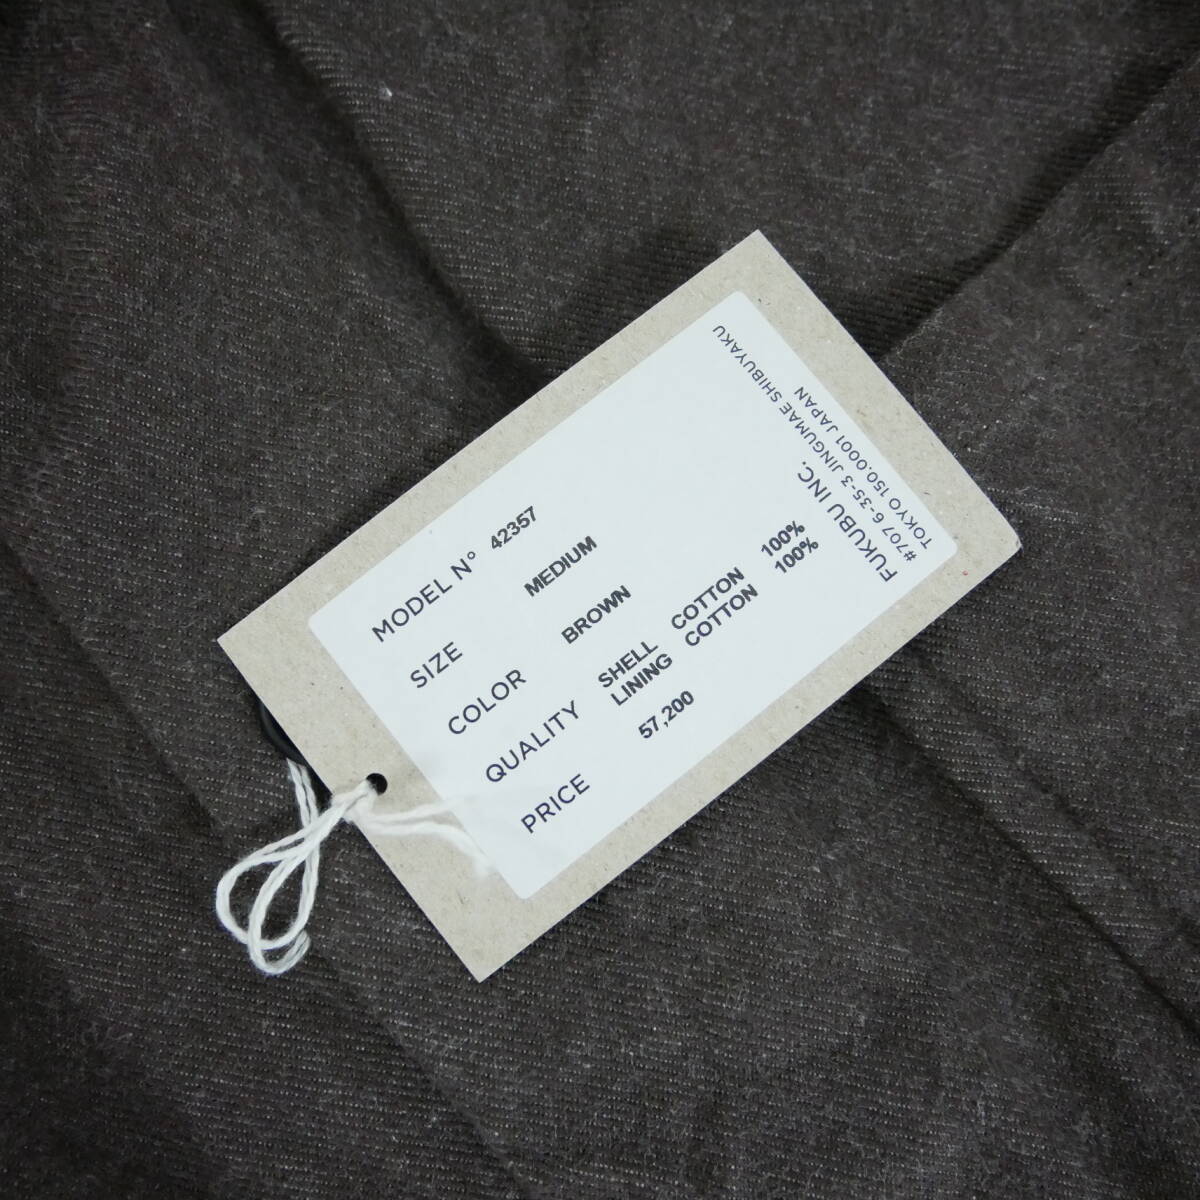 MODEL N° 42357
SIZE MEDIUM
COLOR BROWN
QUALITY SHELL COTTON 100%
LINING COTTON 100%
PRICE 57,200
FUKUBU INC.
#707 6-35-3 JINGUMAE SHIBUYAKU
TOKYO 150.0001 JAPAN